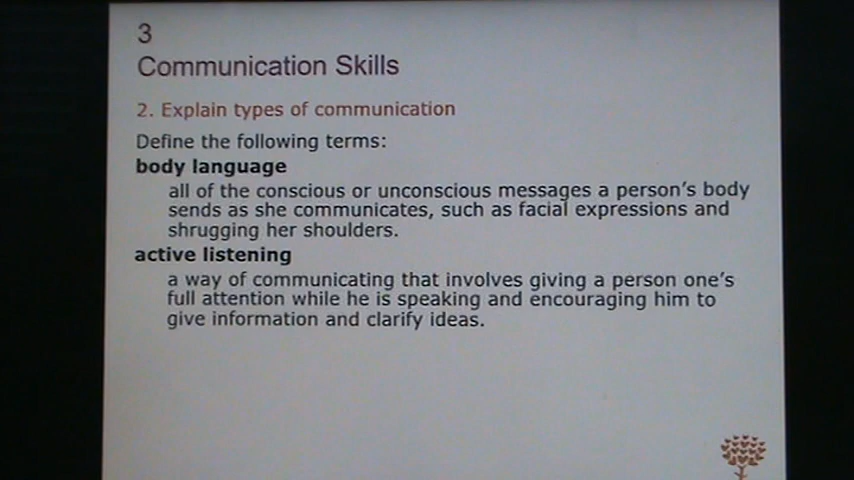 3
Communication Skills
2. Explain types of communication
Define the following terms:
body language
all of the conscious or unconscious messages a person's body
sends as she communicates, such as facial expressions and
shrugging her shoulders.
active listening
a way of communicating that involves giving a person one's
full attention while he is speaking and encouraging him to
give information and clarify ideas.